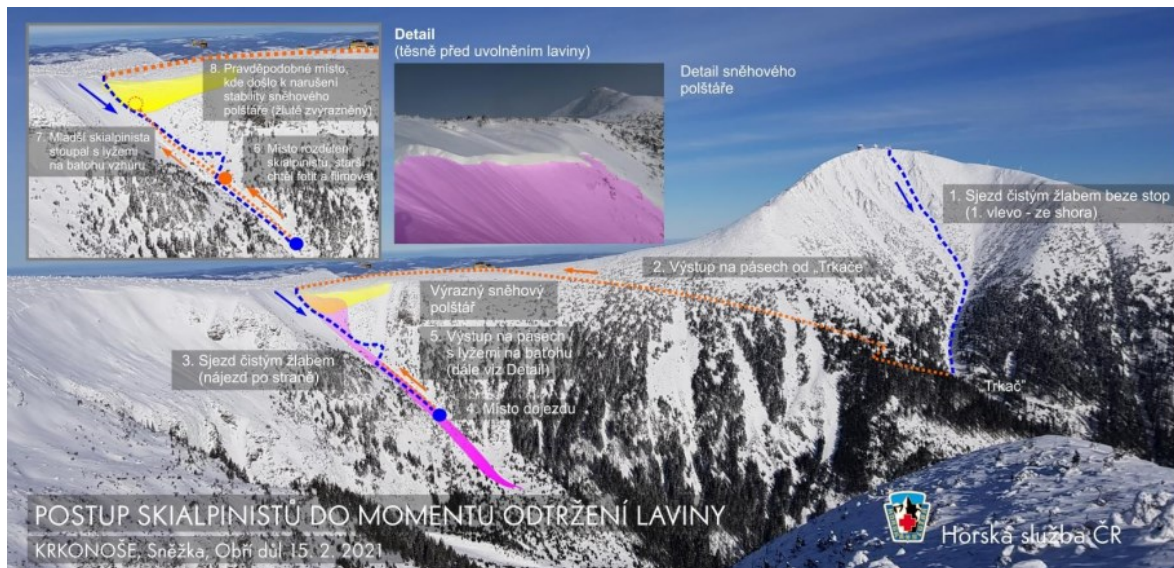 8. Pravděpodobné místo,
kde došlo k narušení
stability sněhového
polštáře (žlutě zvýrazněný)
7. Mladší skialpinista
stoupal s lyžemi
na batohu vzhůru
6. Místo rozdělení
skialpinistů, starší
chtěl fotit a filmovat
Detail
(těsně před uvolněním laviny)
Detail sněhového
polštáře
1. Sjezd čistým žlabem beze stop
(1. vlevo - ze shora)
2. Výstup na pásech od „Trkače“
Výrazný sněhový
polštář
3. Sjezd čistým žlabem
(nájezd po straně)
5. Výstup na pásech
s lyžemi na batohu
(dále viz Detail)
4. Místo dojezdu
„Trkač“
POSTUP SKIALPINISTŮ DO MOMENTU ODTRŽENÍ LAVINY
KRKONOŠE, Sněžka, Obří důl 15. 2. 2021
Horská služba ČR